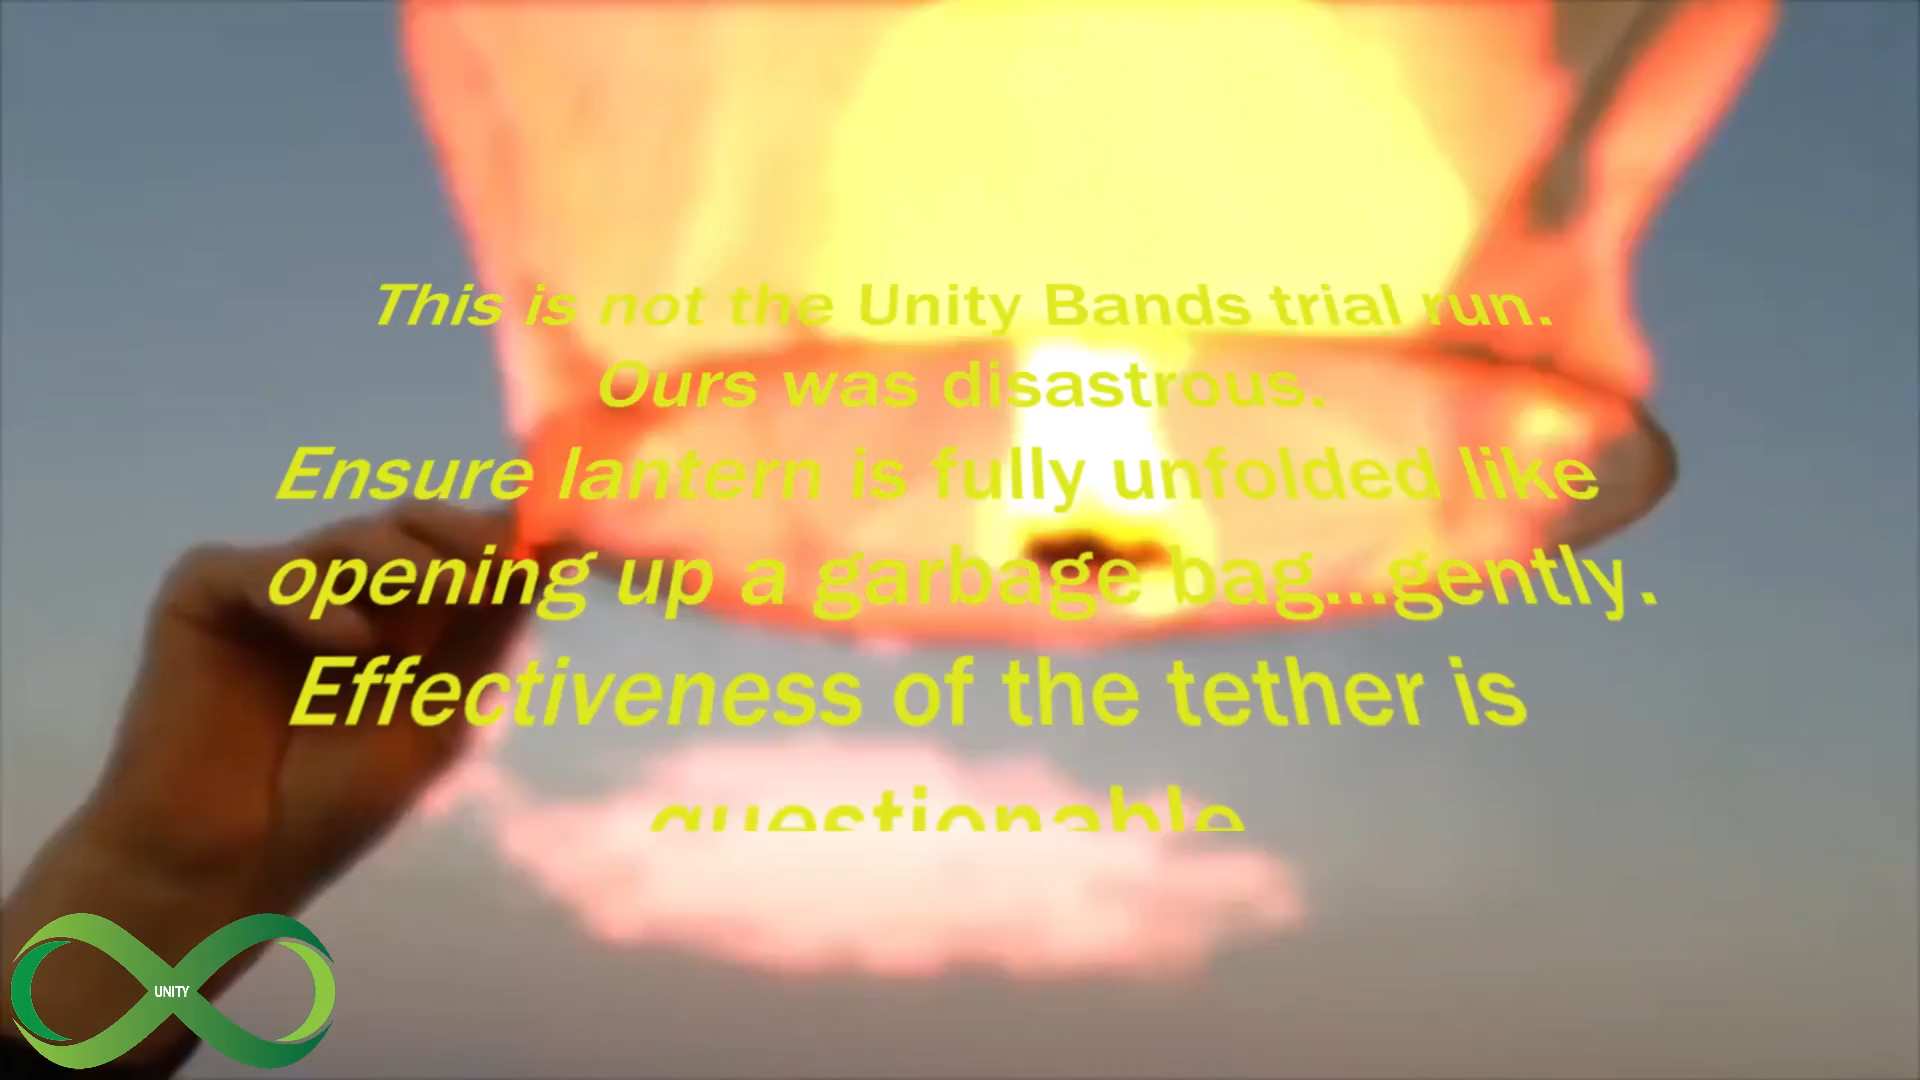 This is not the Unity Bands trial run.
Ours was disastrous.
Ensure lantern is fully unfolded like
opening up a garbage bag...gently.
Effectiveness of the tether is
questionable
UNITY